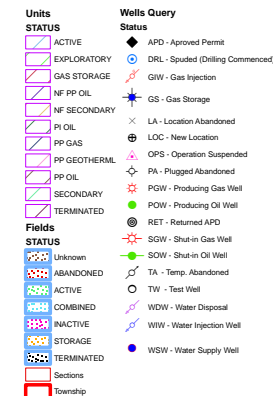 Units
STATUS
ACTIVE
EXPLORATORY
GAS STORAGE
NF PP OIL
NF SECONDARY
PI OIL
PP GAS
PP GEOTHERML
PP OIL
SECONDARY
TERMINATED
Fields
STATUS
Unknown
ABANDONED
ACTIVE
COMBINED
INACTIVE
STORAGE
TERMINATED
Sections
Township
Wells Query
Status
APD - Aproved Permit
DRL - Spuded (Drilling Commenced)
GIW - Gas Injection
GS - Gas Storage
LA - Location Abandoned
LOC - New Location
OPS - Operation Suspended
PA - Plugged Abandoned
PGW - Producing Gas Well
POW - Producing Oil Well
RET - Returned APD
SGW - Shut-in Gas Well
SOW - Shut-in Oil Well
TA - Temp. Abandoned
TW - Test Well
WDW - Water Disposal
WIW - Water Injection Well
WSW - Water Supply Well